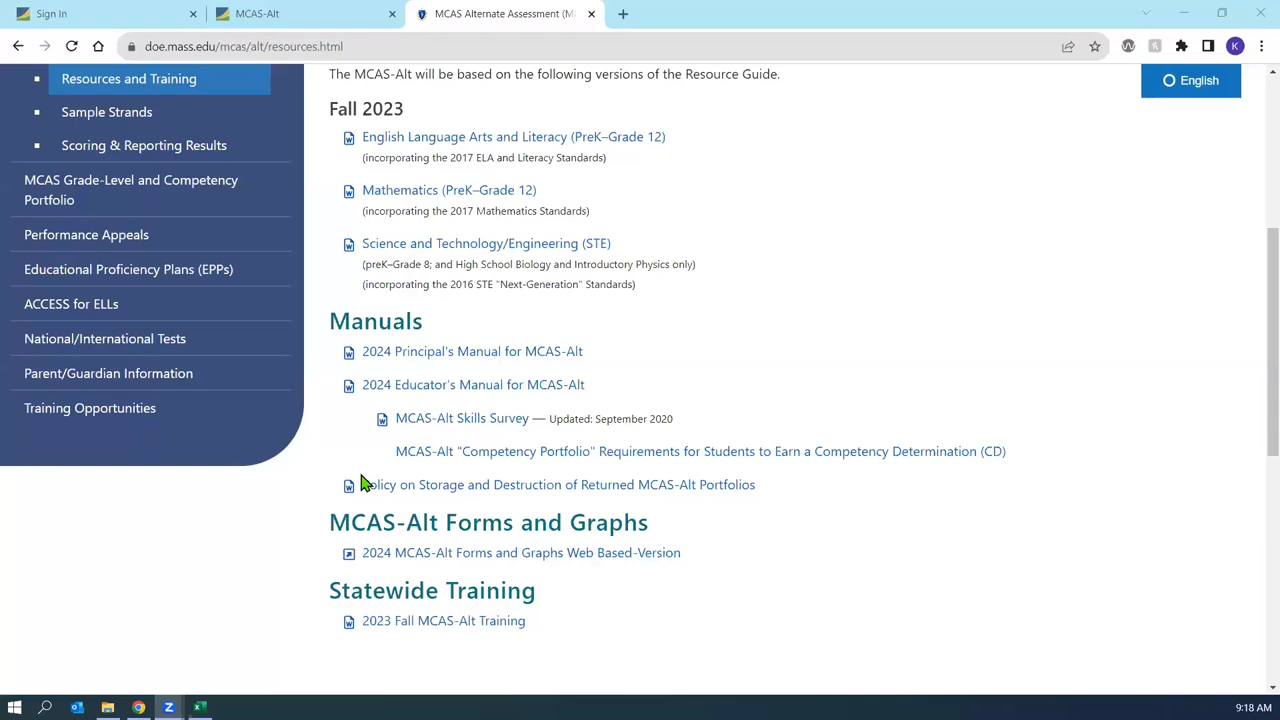 Sign In
MCAS-Alt
MCAS Alternate Assessment (M
doe.mass.edu/mcas/alt/resources.html
K
English
Resources and Training
Sample Strands
Scoring & Reporting Results
MCAS Grade-Level and Competency
Portfolio
Performance Appeals
Educational Proficiency Plans (EPPs)
ACCESS for ELLs
National/International Tests
Parent/Guardian Information
Training Opportunities
The MCAS-Alt will be based on the following versions of the Resource Guide.
Fall 2023
English Language Arts and Literacy (PreK–Grade 12)
(incorporating the 2017 ELA and Literacy Standards)
Mathematics (PreK–Grade 12)
(incorporating the 2017 Mathematics Standards)
Science and Technology/Engineering (STE)
(preK–Grade 8; and High School Biology and Introductory Physics only)
(incorporating the 2016 STE "Next-Generation" Standards)
Manuals
2024 Principal's Manual for MCAS-Alt
2024 Educator's Manual for MCAS-Alt
MCAS-Alt Skills Survey — Updated: September 2020
MCAS-Alt "Competency Portfolio" Requirements for Students to Earn a Competency Determination (CD)
Policy on Storage and Destruction of Returned MCAS-Alt Portfolios
MCAS-Alt Forms and Graphs
2024 MCAS-Alt Forms and Graphs Web Based-Version
Statewide Training
2023 Fall MCAS-Alt Training
9:18 AM